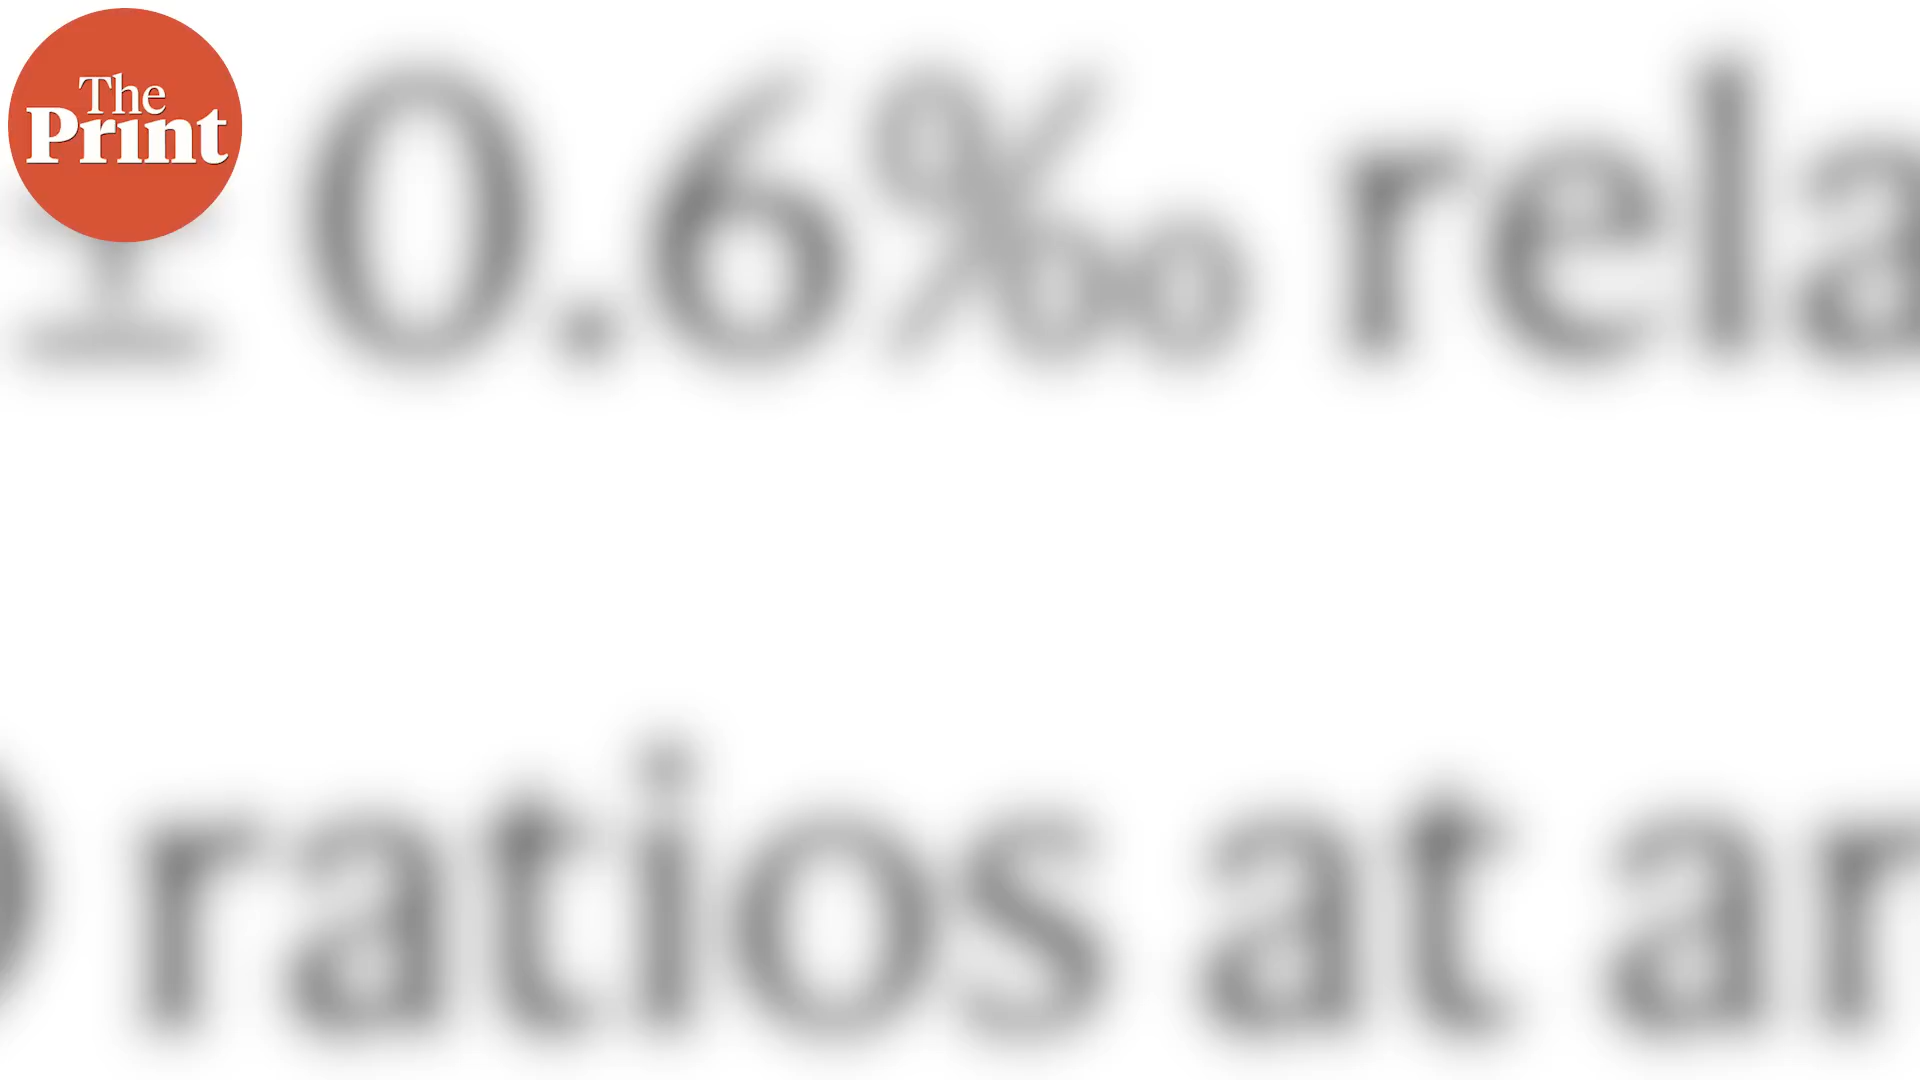 The
Print
± 0.6‰ rela
ratios at ar